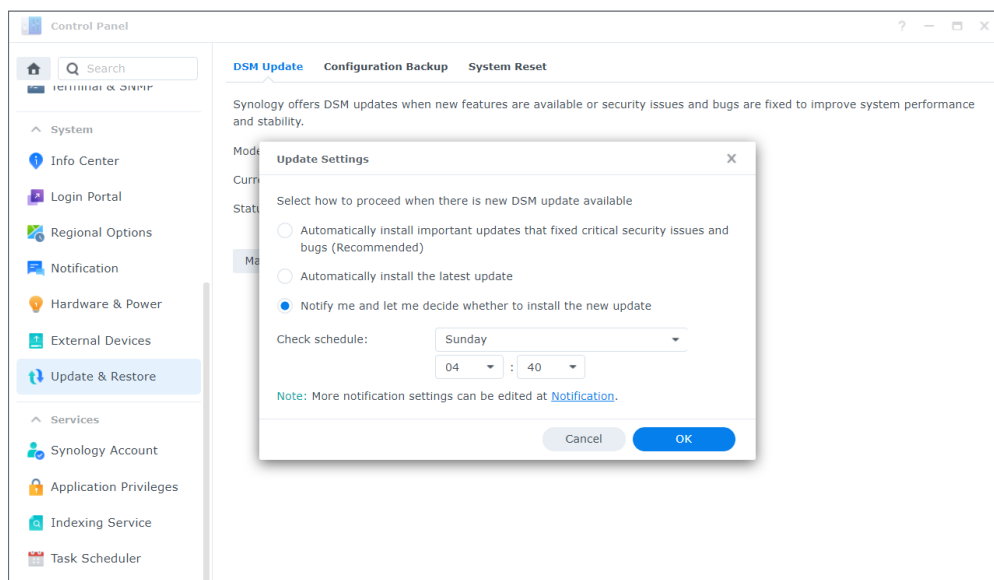 Control Panel
Search
Terminal & SNMP
System
Info Center
Login Portal
Regional Options
Notification
Hardware & Power
External Devices
Update & Restore
Services
Synology Account
Application Privileges
Indexing Service
Task Scheduler
DSM Update Configuration Backup System Reset
Synology offers DSM updates when new features are available or security issues and bugs are fixed to improve system performance
and stability.
Update Settings
Select how to proceed when there is new DSM update available
Automatically install important updates that fixed critical security issues and
bugs (Recommended)
Automatically install the latest update
Notify me and let me decide whether to install the new update
Check schedule: Sunday
04 : 40
Note: More notification settings can be edited at Notification.
Cancel OK